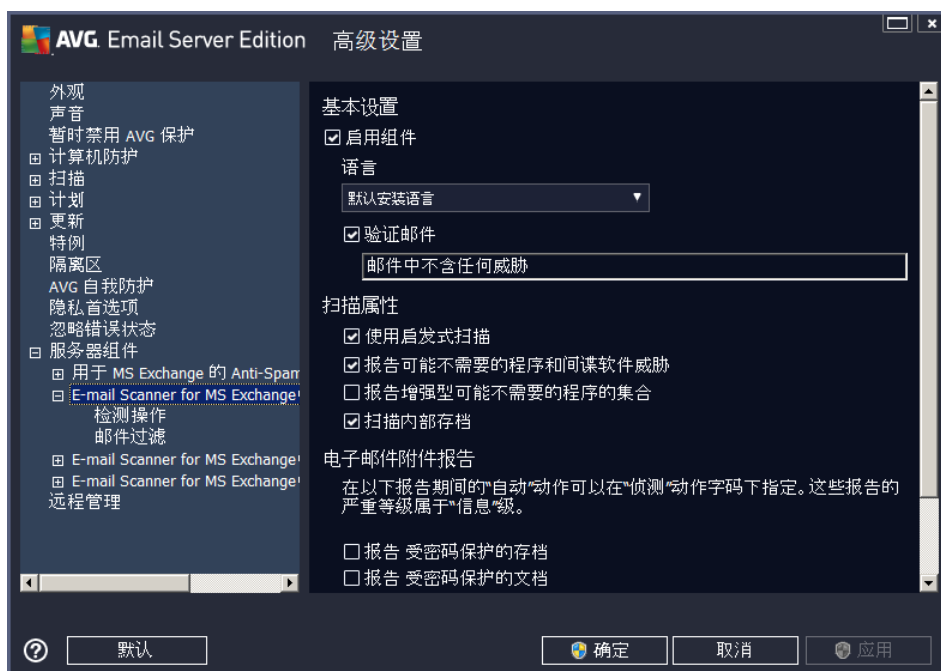 AVG. Email Server Edition 高级设置
外观
声音
暂时禁用 AVG 保护
计算机防护
扫描
计划
更新
特例
隔离区
AVG 自我防护
隐私首选项
忽略错误状态
服务器组件
用于 MS Exchange 的 Anti-Spam
E-mail Scanner for MS Exchange
检测操作
邮件过滤
E-mail Scanner for MS Exchange
E-mail Scanner for MS Exchange
远程管理
基本设置
启用组件
语言
默认安装语言
验证邮件
邮件中不含任何威胁
扫描属性
使用启发式扫描
报告可能不需要的程序和间谍软件威胁
报告增强型可能不需要的程序的集合
扫描内部存档
电子邮件附件报告
在以下报告期间的“自动”动作可以在“侦测”动作字码下指定。这些报告的
严重等级属于“信息”级。
报告 受密码保护的存档
报告 受密码保护的文档
默认
确定
取消
应用